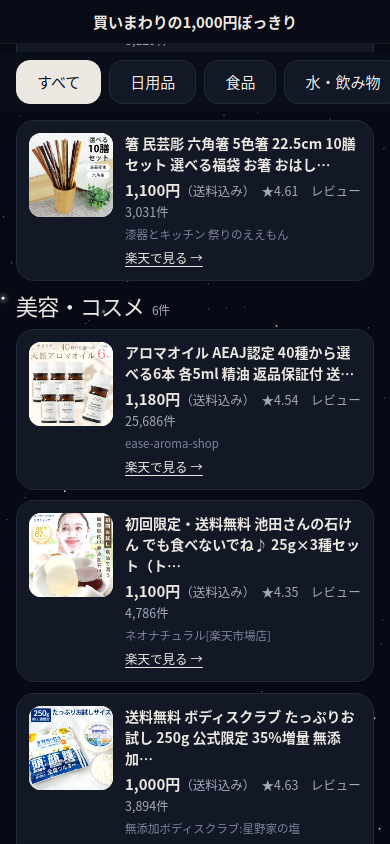 買いまわりの1,000円ぽっきり
すべて
日用品
食品
水・飲み物
箸 民芸彫 六角箸 5色箸 22.5cm 10膳
セット 選べる福袋 お箸 おはし…
1,100円（送料込み） ★4.61 レビュー
3,031件
漆器とキッチン 祭りのええもん
楽天で見る →
選べる
10膳
セット
六角箸
美容・コスメ 6件
アロマオイル AEAJ認定 40種から選
べる6本 各5ml 精油 返品保証付 送…
1,180円（送料込み） ★4.54 レビュー
25,686件
ease-aroma-shop
楽天で見る →
天然アロマオイル 6
初回限定・送料無料 池田さんの石け
ん でも食べないでね♪ 25g×3種セッ
ト（ト…
1,100円（送料込み） ★4.35 レビュー
4,786件
ネオナチュラル[楽天市場店]
楽天で見る →
送料無料 ボディスクラブ たっぷりお
試し 250g 公式限定 35%増量 無添
加…
1,000円（送料込み） ★4.63 レビュー
3,894件
無添加ボディスクラブ:星野家の塩
250g
たっぷりお試しサイズ